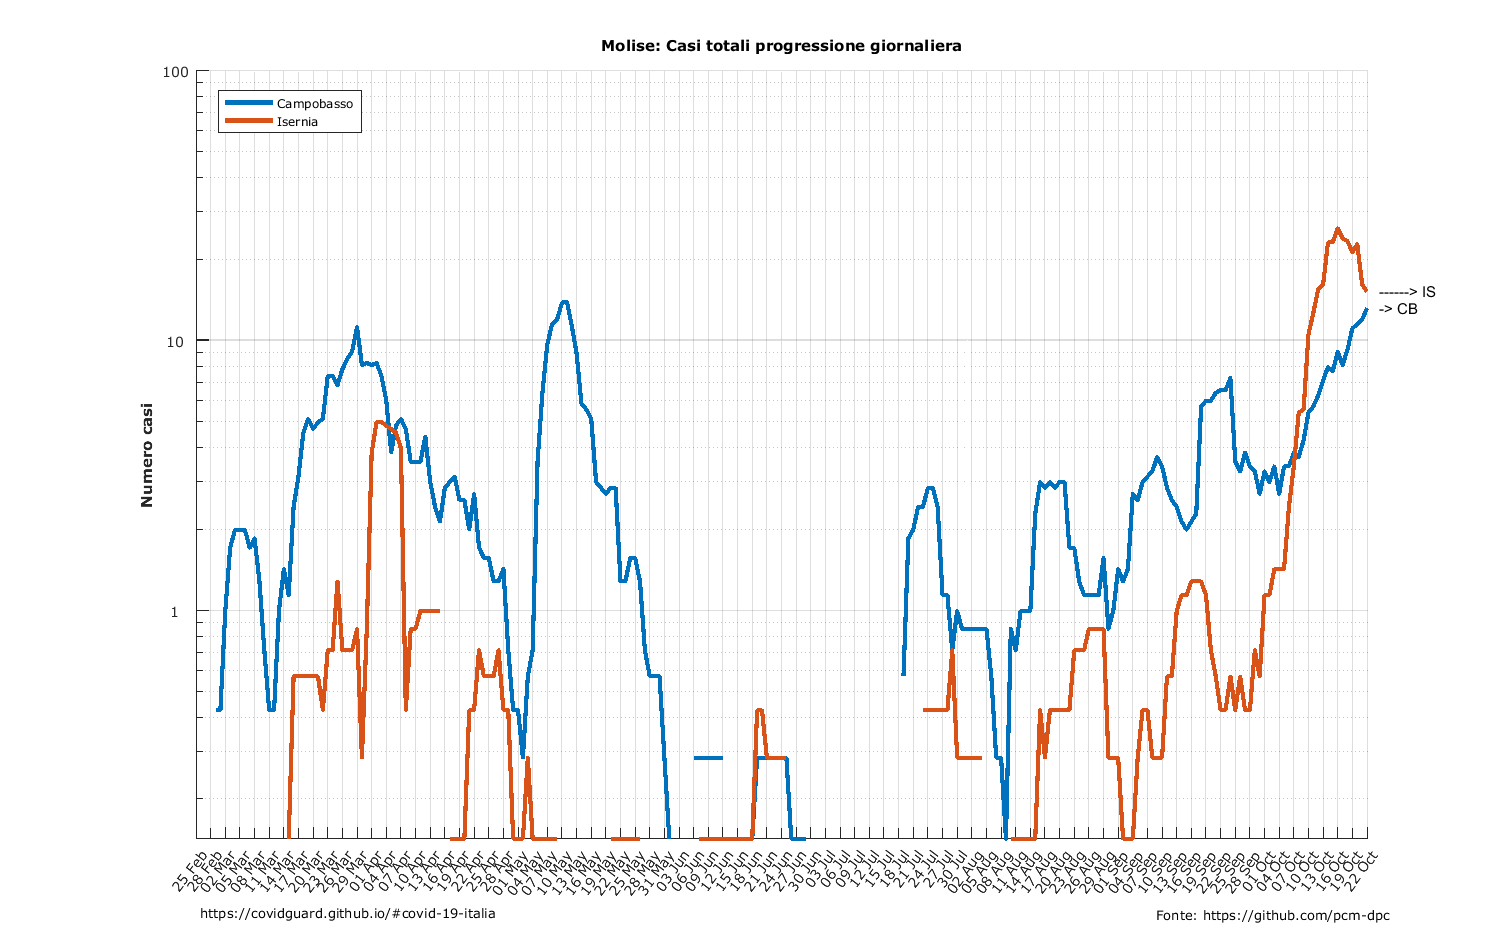 Molise: Casi totali progressione giornaliera
Campobasso
Isernia
Numero casi
100
10
1
------> IS
-> CB
25 Feb
28 Feb
02 Mar
05 Mar
08 Mar
11 Mar
14 Mar
17 Mar
20 Mar
23 Mar
26 Mar
29 Mar
01 Apr
04 Apr
07 Apr
10 Apr
13 Apr
16 Apr
19 Apr
22 Apr
25 Apr
28 Apr
01 May
04 May
07 May
10 May
13 May
16 May
19 May
22 May
25 May
28 May
31 May
03 Jun
06 Jun
09 Jun
12 Jun
15 Jun
18 Jun
21 Jun
24 Jun
27 Jun
30 Jun
03 Jul
06 Jul
09 Jul
12 Jul
15 Jul
18 Jul
21 Jul
24 Jul
27 Jul
30 Jul
02 Aug
05 Aug
08 Aug
11 Aug
14 Aug
17 Aug
20 Aug
23 Aug
26 Aug
29 Aug
01 Sep
04 Sep
07 Sep
10 Sep
13 Sep
16 Sep
19 Sep
22 Sep
25 Sep
28 Sep
01 Oct
04 Oct
07 Oct
10 Oct
13 Oct
16 Oct
19 Oct
22 Oct
https://covidguard.github.io/#covid-19-italia
Fonte: https://github.com/pcm-dpc